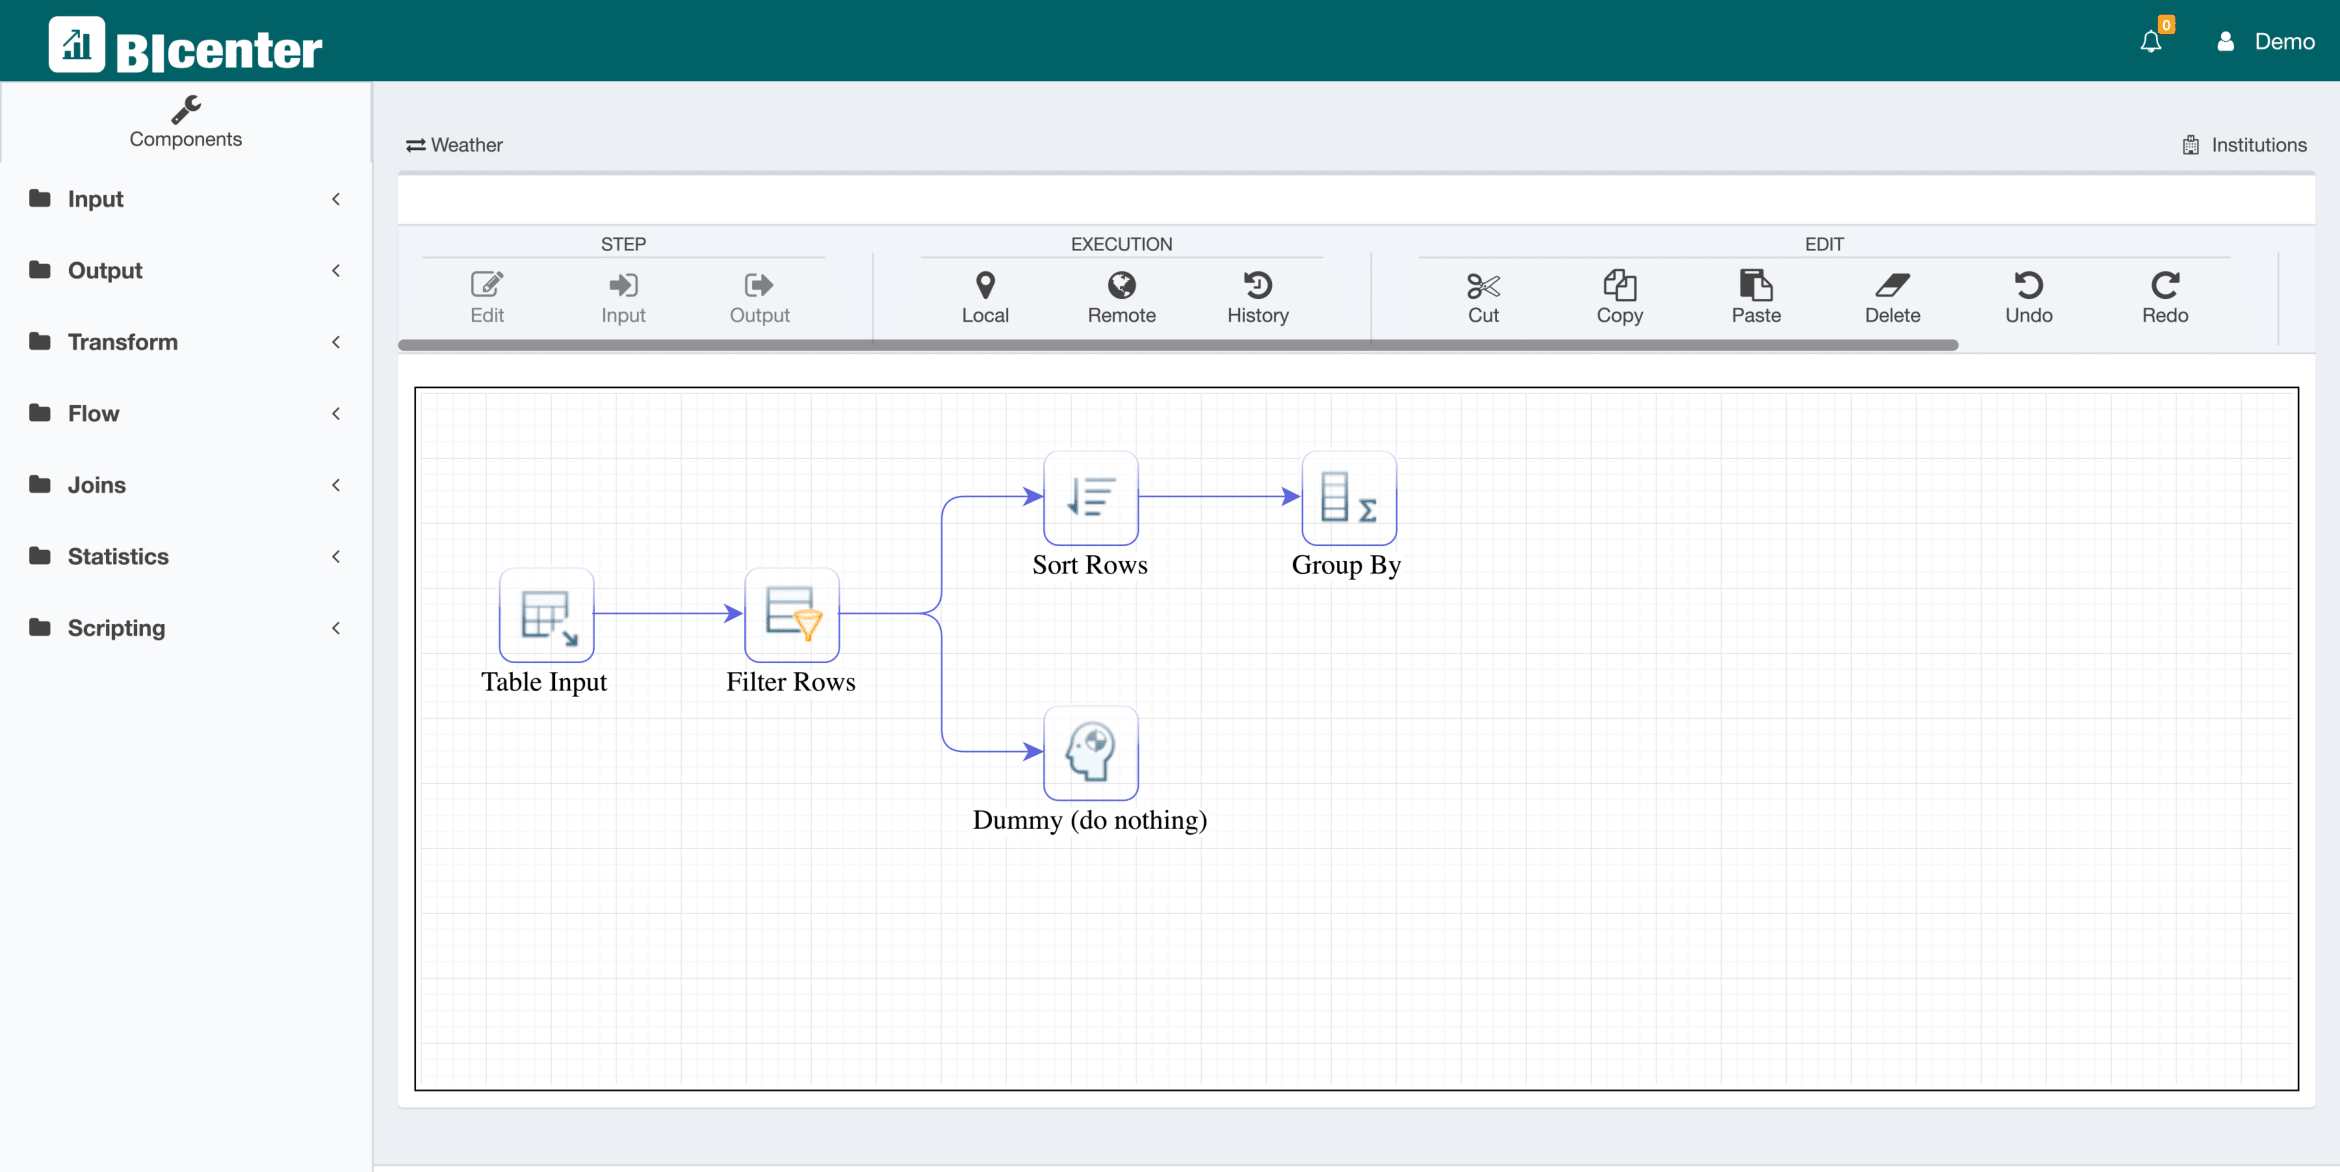 BIcenter
0
Demo
Components
Weather
Institutions
Input
Output
Transform
Flow
Joins
Statistics
Scripting
STEP
EXECUTION
EDIT
Edit
Input
Output
Local
Remote
History
Cut
Copy
Paste
Delete
Undo
Redo
Sort Rows
Group By
Table Input
Filter Rows
Dummy (do nothing)